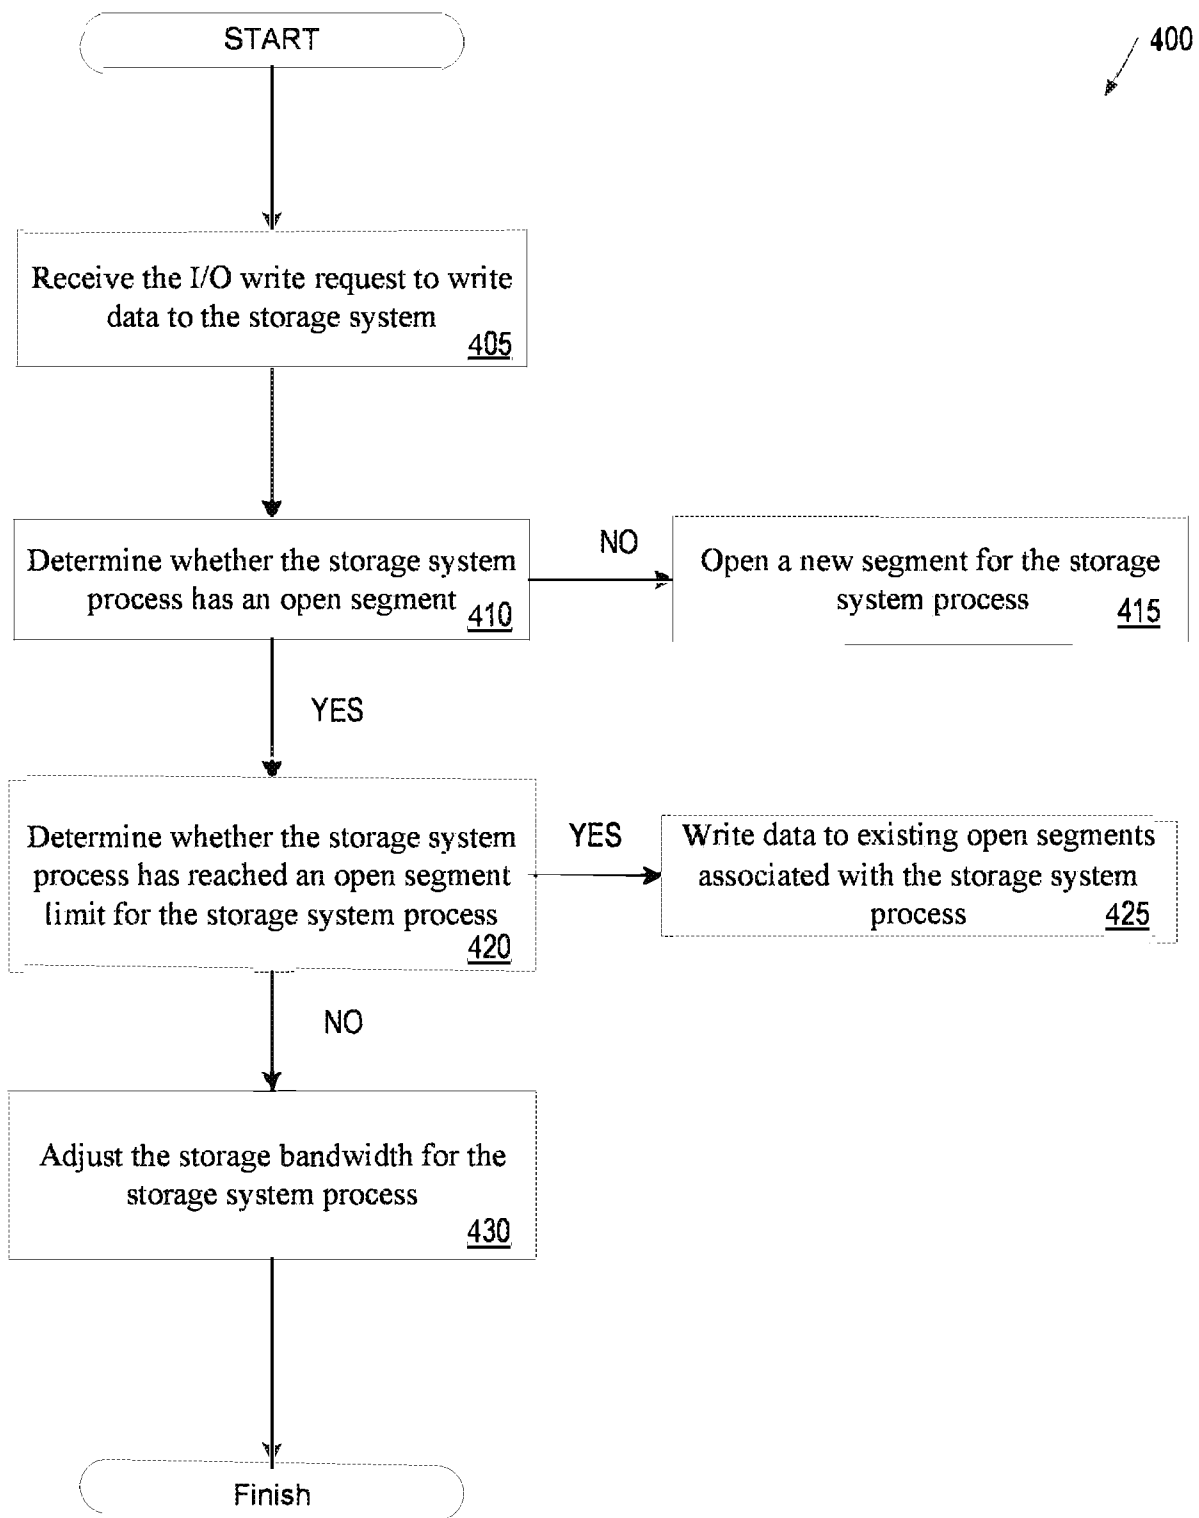 START
400
Receive the I/O write request to write
data to the storage system
405
Determine whether the storage system
process has an open segment
410
NO
Open a new segment for the storage
system process
415
YES
Determine whether the storage system
process has reached an open segment
limit for the storage system process
420
YES
Write data to existing open segments
associated with the storage system
process
425
NO
Adjust the storage bandwidth for the
storage system process
430
Finish